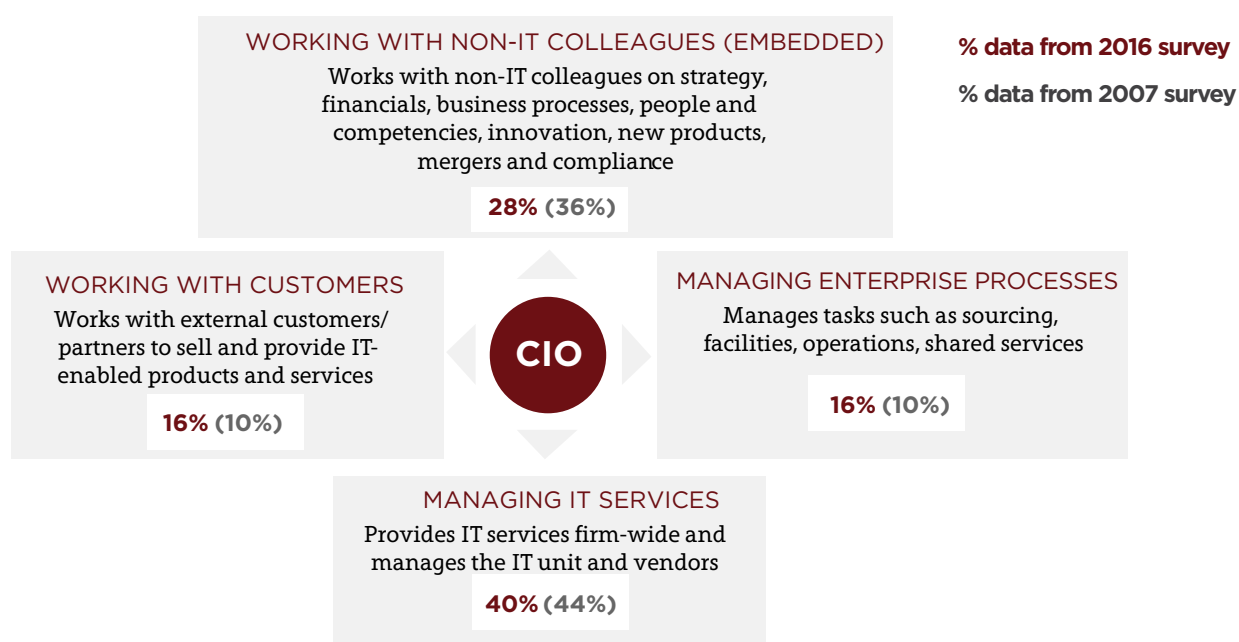 WORKING WITH NON-IT COLLEAGUES (EMBEDDED)
Works with non-IT colleagues on strategy,
financials, business processes, people and
competencies, innovation, new products,
mergers and compliance
28% (36%)
% data from 2016 survey
% data from 2007 survey
WORKING WITH CUSTOMERS
Works with external customers/
partners to sell and provide IT-
enabled products and services
16% (10%)
CIO
MANAGING ENTERPRISE PROCESSES
Manages tasks such as sourcing,
facilities, operations, shared services
16% (10%)
MANAGING IT SERVICES
Provides IT services firm-wide and
manages the IT unit and vendors
40% (44%)